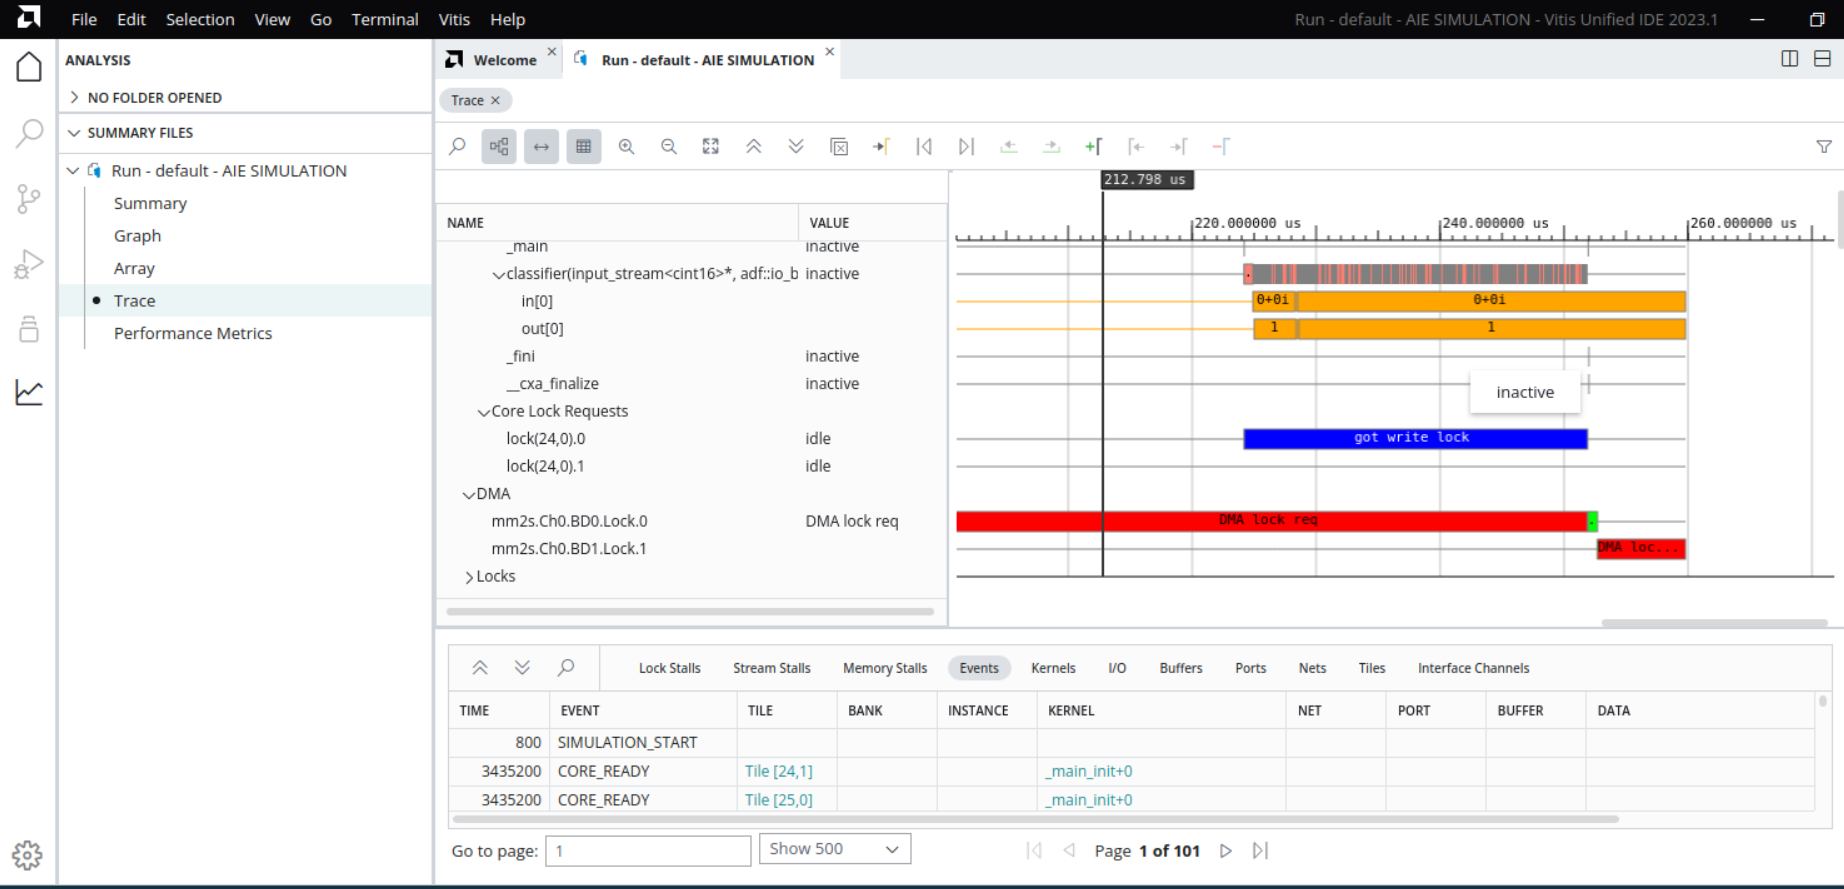 File Edit Selection View Go Terminal Vitis Help Run - default - AIE SIMULATION - Vitis Unified IDE 2023.1
ANALYSIS
NO FOLDER OPENED
SUMMARY FILES
Run - default - AIE SIMULATION
Summary
Graph
Array
Trace
Performance Metrics
Welcome Run - default - AIE SIMULATION
Trace
212.798 us
NAME VALUE 220.000000 us 240.000000 us 260.000000 us
_main inactive
classifier(input_stream<cint16>*, adf::io_b inactive
in[0] 0+0i 0+0i
out[0] 1 1
_fini inactive
__cxa_finalize inactive
inactive
Core Lock Requests
lock(24,0).0 idle got write lock
lock(24,0).1 idle
DMA
mm2s.Ch0.BD0.Lock.0 DMA lock req DMA lock req .
mm2s.Ch0.BD1.Lock.1 DMA loc...
Locks
Lock Stalls Stream Stalls Memory Stalls Events Kernels I/O Buffers Ports Nets Tiles Interface Channels
TIME EVENT TILE BANK INSTANCE KERNEL NET PORT BUFFER DATA
800 SIMULATION_START
3435200 CORE_READY Tile [24,1] _main_init+0
3435200 CORE_READY Tile [25,0] _main_init+0
Go to page: 1 Show 500 Page 1 of 101